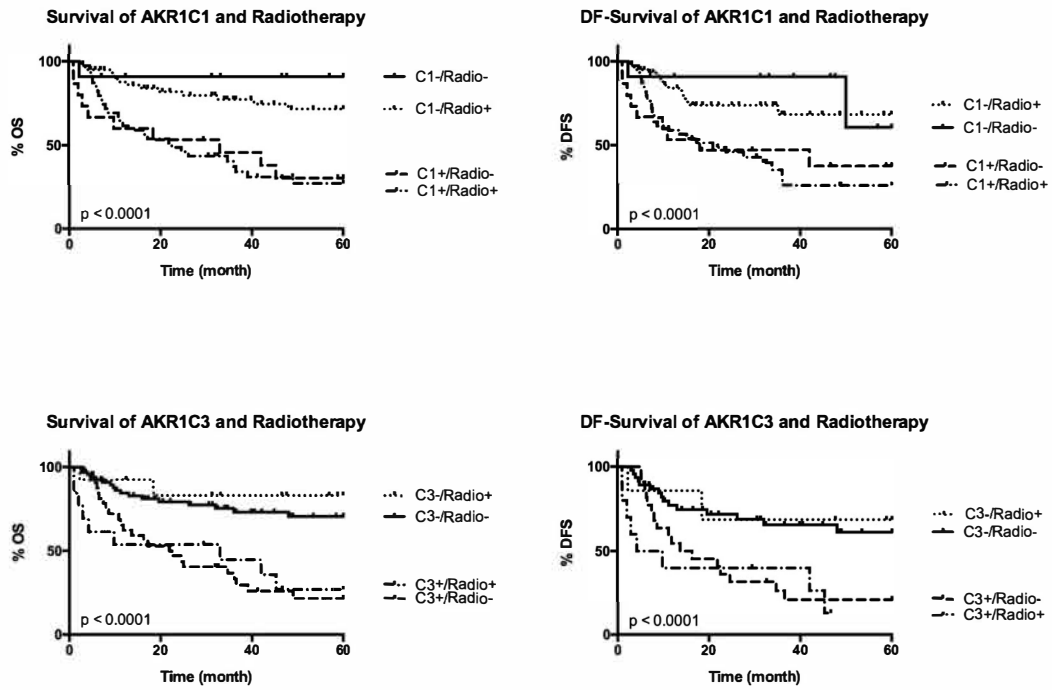 Survival of AKR1C1 and Radiotherapy
% OS
100
50
0
0 20 40 60
Time (month)
p < 0.0001
C1-/Radio-
C1-/Radio+
C1+/Radio-
C1+/Radio+
DF-Survival of AKR1C1 and Radiotherapy
% DFS
100
50
0
0 20 40 60
Time (month)
p < 0.0001
C1-/Radio+
C1-/Radio-
C1+/Radio-
C1+/Radio+
Survival of AKR1C3 and Radiotherapy
% OS
100
50
0
0 20 40 60
Time (month)
p < 0.0001
C3-/Radio+
C3-/Radio-
C3+/Radio+
C3+/Radio-
DF-Survival of AKR1C3 and Radiotherapy
% DFS
100
50
0
0 20 40 60
Time (month)
p < 0.0001
C3-/Radio+
C3-/Radio-
C3+/Radio-
C3+/Radio+